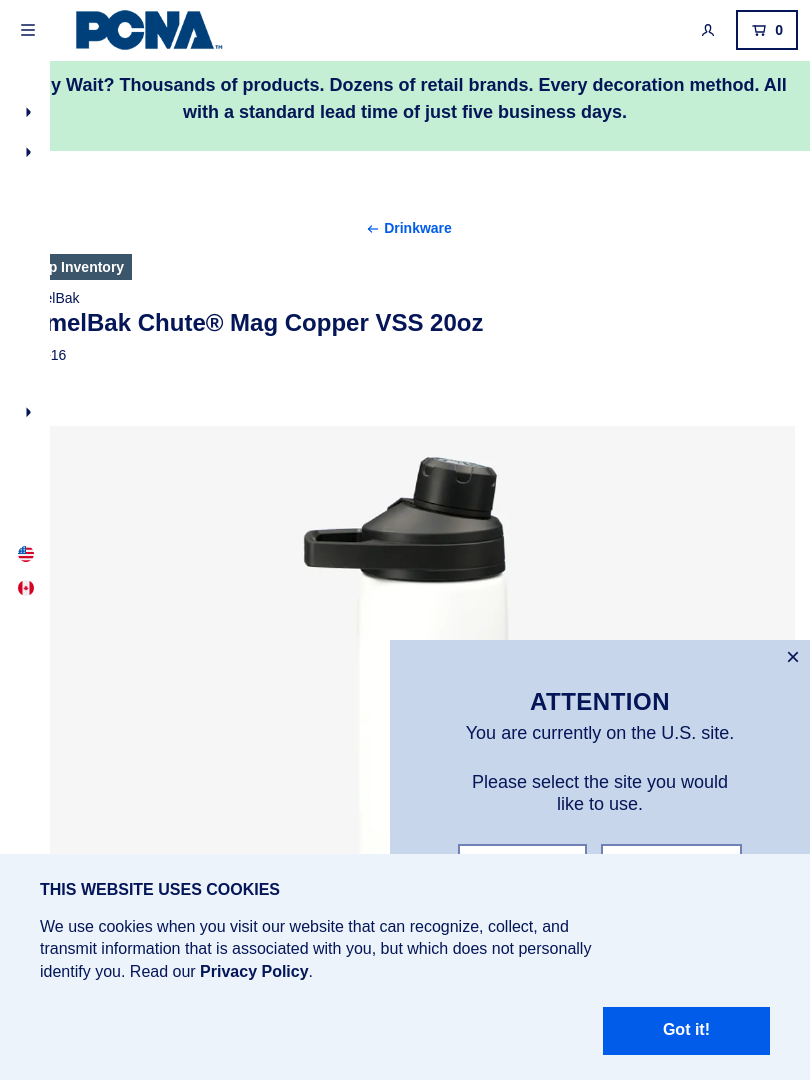 PCNA™
0
y Wait? Thousands of products. Dozens of retail brands. Every decoration method. All
with a standard lead time of just five business days.
← Drinkware
p Inventory
elBak
melBak Chute® Mag Copper VSS 20oz
16
ATTENTION
You are currently on the U.S. site.
Please select the site you would
like to use.
THIS WEBSITE USES COOKIES
We use cookies when you visit our website that can recognize, collect, and
transmit information that is associated with you, but which does not personally
identify you. Read our Privacy Policy.
Got it!